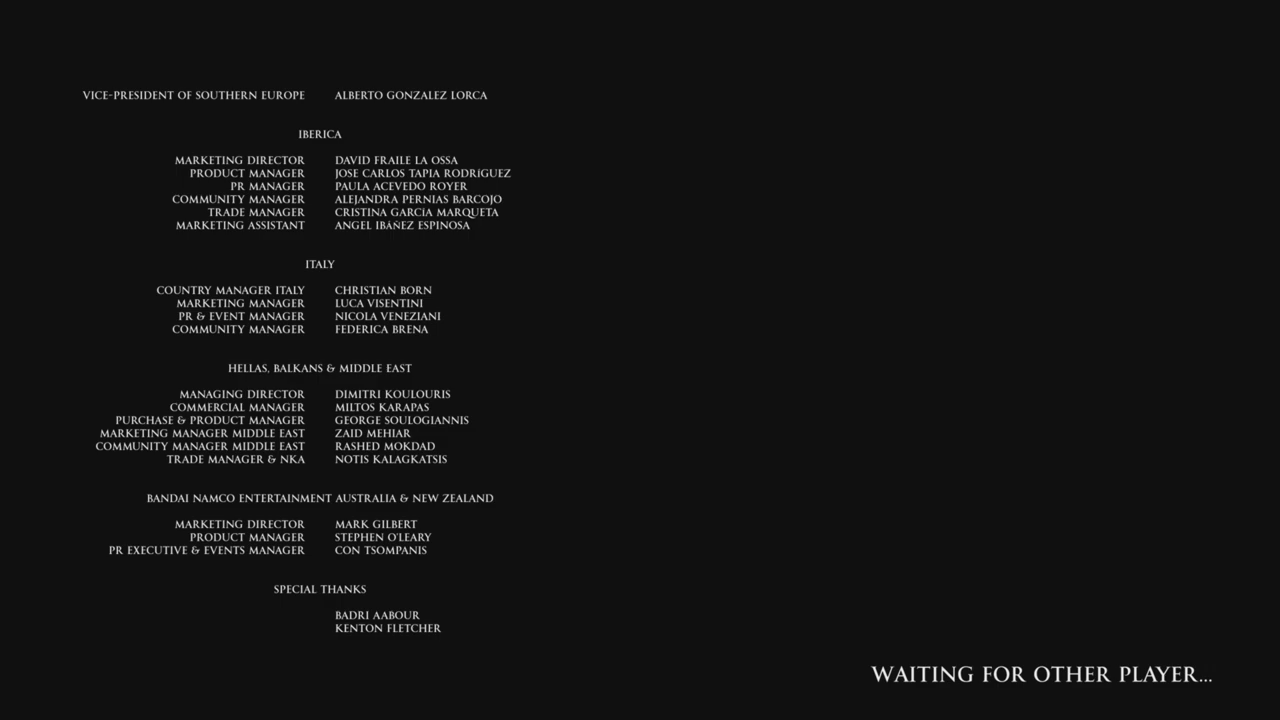 VICE-PRESIDENT OF SOUTHERN EUROPE ALBERTO GONZALEZ LORCA
IBERICA
MARKETING DIRECTOR DAVID FRAILE LA OSSA
PRODUCT MANAGER JOSE CARLOS TAPIA RODRÍGUEZ
PR MANAGER PAULA ACEVEDO ROYER
COMMUNITY MANAGER ALEJANDRA PERNIAS BARCOJO
TRADE MANAGER CRISTINA GARCÍA MARQUETA
MARKETING ASSISTANT ANGEL IBÁÑEZ ESPINOSA
ITALY
COUNTRY MANAGER ITALY CHRISTIAN BORN
MARKETING MANAGER LUCA VISENTINI
PR & EVENT MANAGER NICOLA VENEZIANI
COMMUNITY MANAGER FEDERICA BRENA
HELLAS, BALKANS & MIDDLE EAST
MANAGING DIRECTOR DIMITRI KOULOURIS
COMMERCIAL MANAGER MILTOS KARAPAS
PURCHASE & PRODUCT MANAGER GEORGE SOULOGIANNIS
MARKETING MANAGER MIDDLE EAST ZAID MEHIAR
COMMUNITY MANAGER MIDDLE EAST RASHED MOKDAD
TRADE MANAGER & NKA NOTIS KALAGKATSIS
BANDAI NAMCO ENTERTAINMENT AUSTRALIA & NEW ZEALAND
MARKETING DIRECTOR MARK GILBERT
PRODUCT MANAGER STEPHEN O'LEARY
PR EXECUTIVE & EVENTS MANAGER CON TSOMPANIS
SPECIAL THANKS
BADRI AABOUR
KENTON FLETCHER
WAITING FOR OTHER PLAYER...